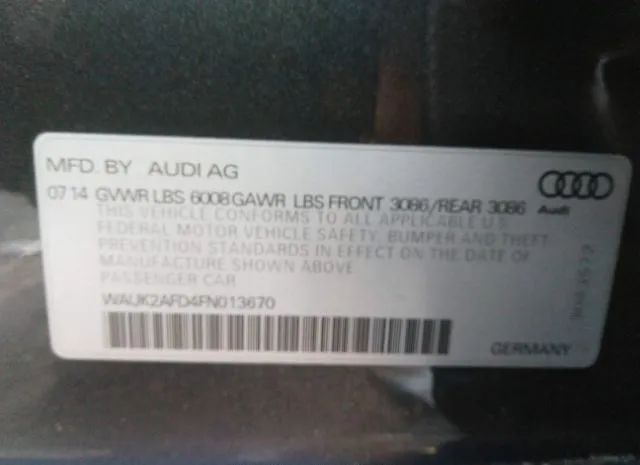 MFD. BY AUDI AG
07 14 GVWR LBS 6008 GAWR LBS FRONT 3086/REAR 3086
Audi
THIS VEHICLE CONFORMS TO ALL APPLICABLE U S
FEDERAL MOTOR VEHICLE SAFETY, BUMPER AND THEFT
PREVENTION STANDARDS IN EFFECT ON THE DATE OF
MANUFACTURE SHOWN ABOVE
PASSENGER CAR
WAUK2AFD4FN013670
GERMANY